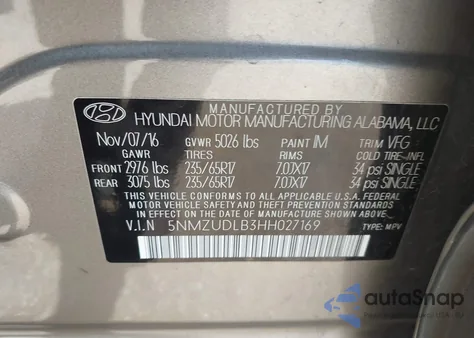 MANUFACTURED BY
HYUNDAI MOTOR MANUFACTURING ALABAMA, LLC
Nov/07/16 GVWR 5026 lbs PAINT IM TRIM VFG
GAWR TIRES RIMS COLD TIRE-INFL
FRONT 2976 lbs 235/65R17 7.0JX17 34 psi SINGLE
REAR 3075 lbs 235/65R17 7.0JX17 34 psi SINGLE
THIS VEHICLE CONFORMS TO ALL APPLICABLE
FEDERAL MOTOR VEHICLE SAFETY AND
THEFT PREVENTION STANDARDS IN EFFECT ON
THE DATE OF MANUFACTURE SHOWN ABOVE.
V.I.N 5NMZUDLB3HH027169 TYPE: MPV
autoSnap